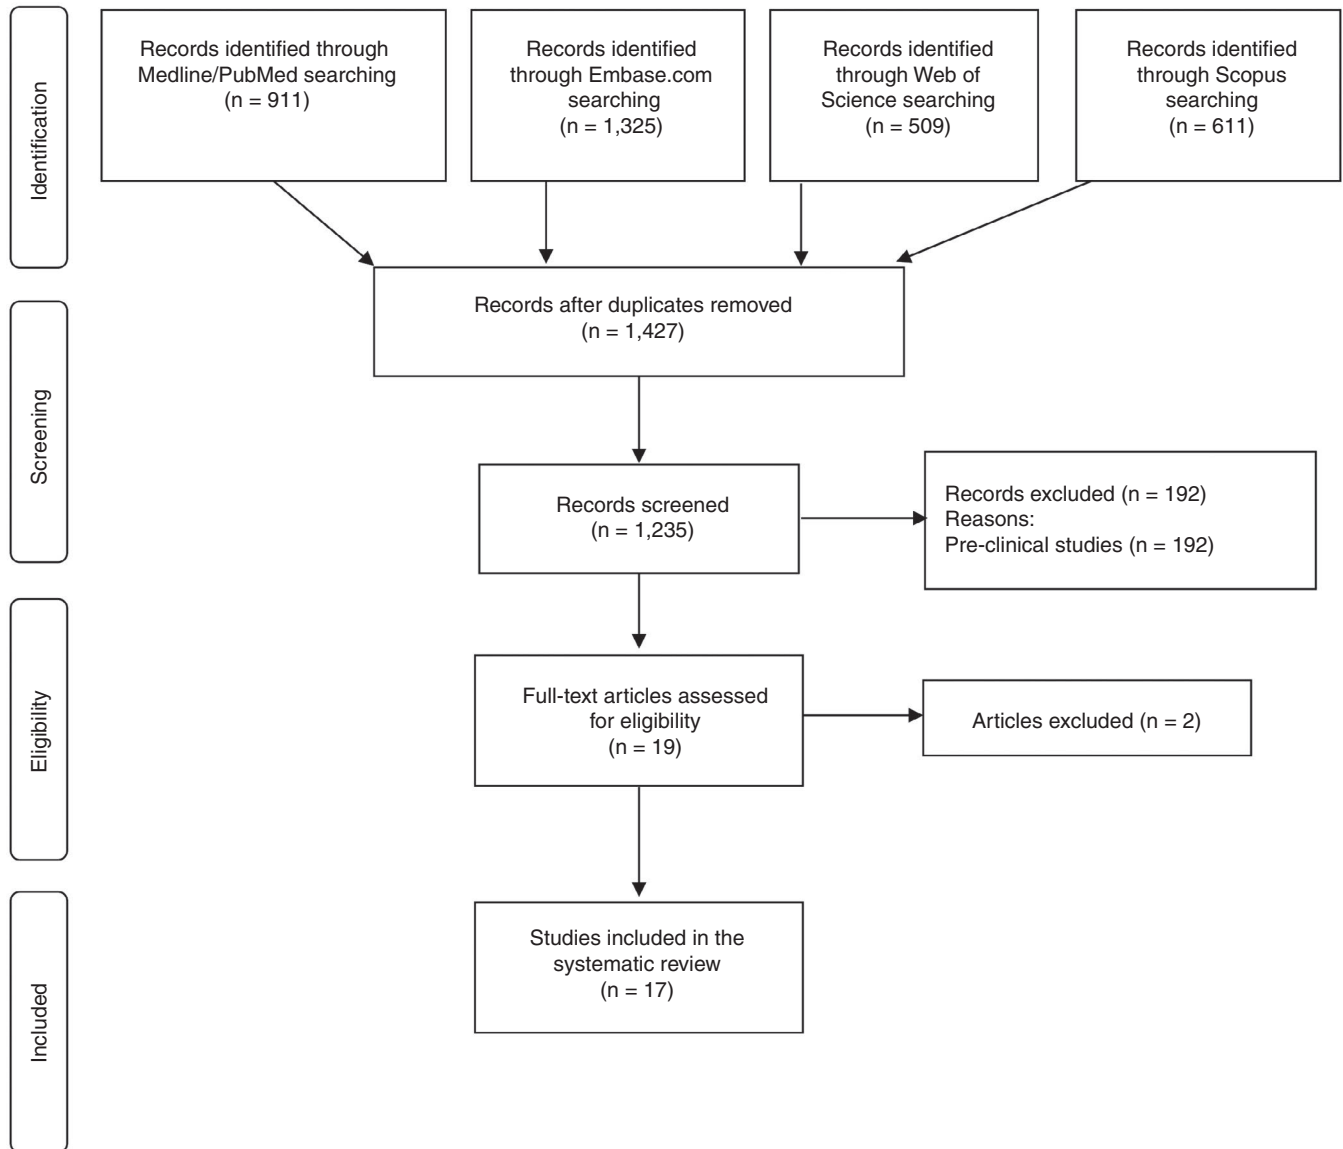 Identification
Records identified through
Medline/PubMed searching
(n = 911)
Records identified
through Embase.com
searching
(n = 1,325)
Records identified
through Web of
Science searching
(n = 509)
Records identified
through Scopus
searching
(n = 611)
Records after duplicates removed
(n = 1,427)
Screening
Records screened
(n = 1,235)
Records excluded (n = 192)
Reasons:
Pre-clinical studies (n = 192)
Eligibility
Full-text articles assessed
for eligibility
(n = 19)
Articles excluded (n = 2)
Included
Studies included in the
systematic review
(n = 17)